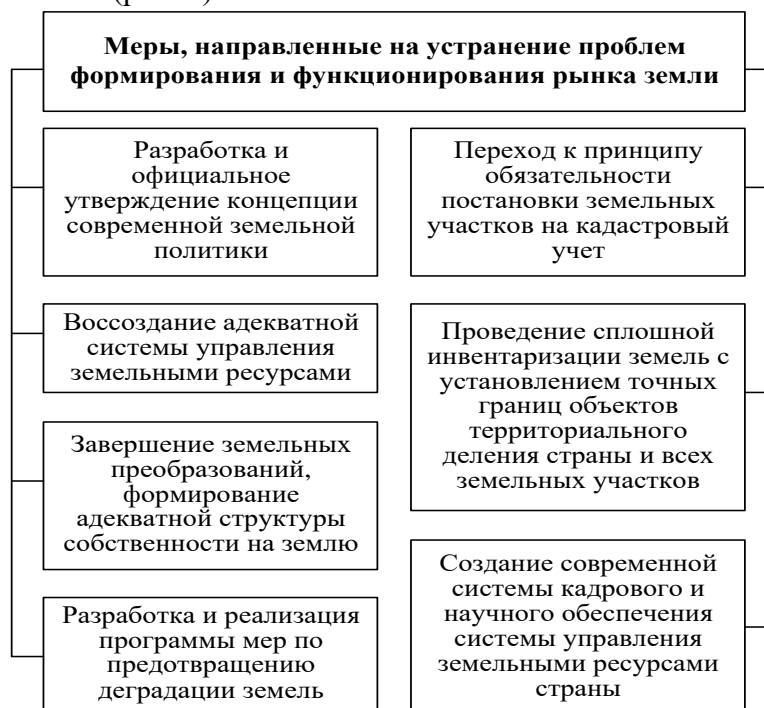 Меры, направленные на устранение проблем
формирования и функционирования рынка земли
Разработка и
официальное
утверждение концепции
современной земельной
политики
Воссоздание адекватной
системы управления
земельными ресурсами
Завершение земельных
преобразований,
формирование
адекватной структуры
собственности на землю
Разработка и реализация
программы мер по
предотвращению
деградации земель
Переход к принципу
обязательности
постановки земельных
участков на кадастровый
учет
Проведение сплошной
инвентаризации земель с
установлением точных
границ объектов
территориального
деления страны и всех
земельных участков
Создание современной
системы кадрового и
научного обеспечения
системы управления
земельными ресурсами
страны